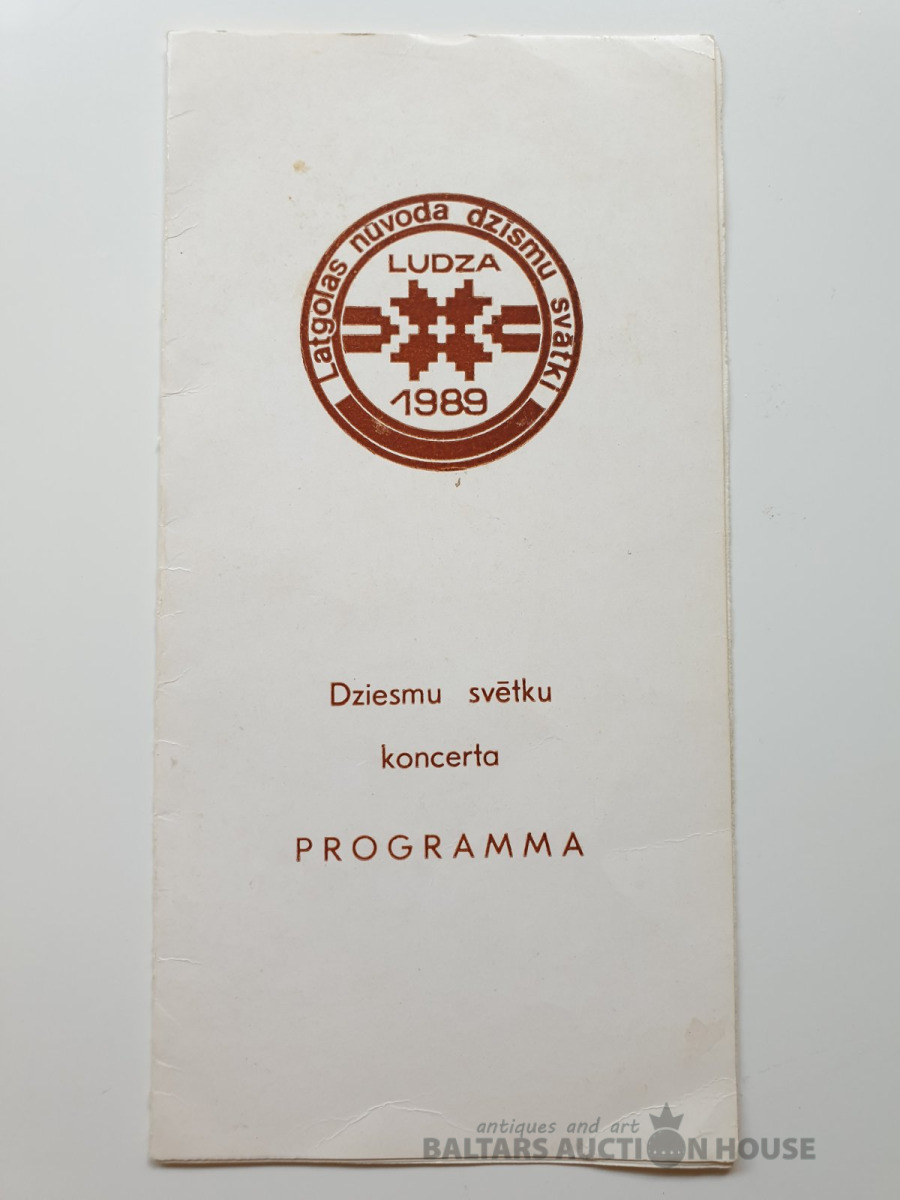 Latgolas nūvoda dzīsmu svātki
LUDZA
1989
Dziesmu svētku
koncerta
PROGRAMMA
antiques and art
BALTARS AUCTION HOUSE